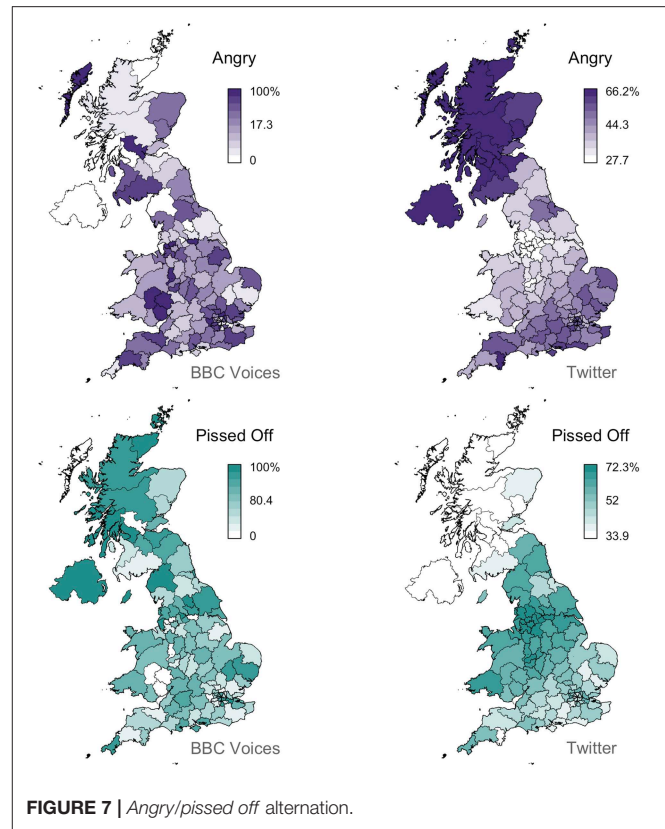 Angry
100%
17.3
0
BBC Voices
Angry
66.2%
44.3
27.7
Twitter
Pissed Off
100%
80.4
0
BBC Voices
Pissed Off
72.3%
52
33.9
Twitter
FIGURE 7 | Angry/pissed off alternation.